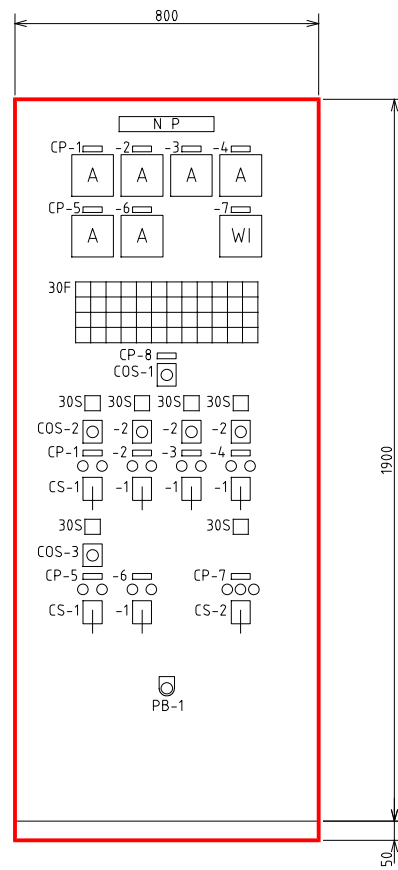 800
N P
CP-1 -2 -3 -4
A A A A
CP-5 -6 -7
A A WI
30F
CP-8
COS-1
30S 30S 30S 30S
COS-2 -2 -2 -2
CP-1 -2 -3 -4
CS-1 -1 -1 -1
30S 30S
COS-3
CP-5 -6 CP-7
CS-1 -1 CS-2
PB-1
1900
50